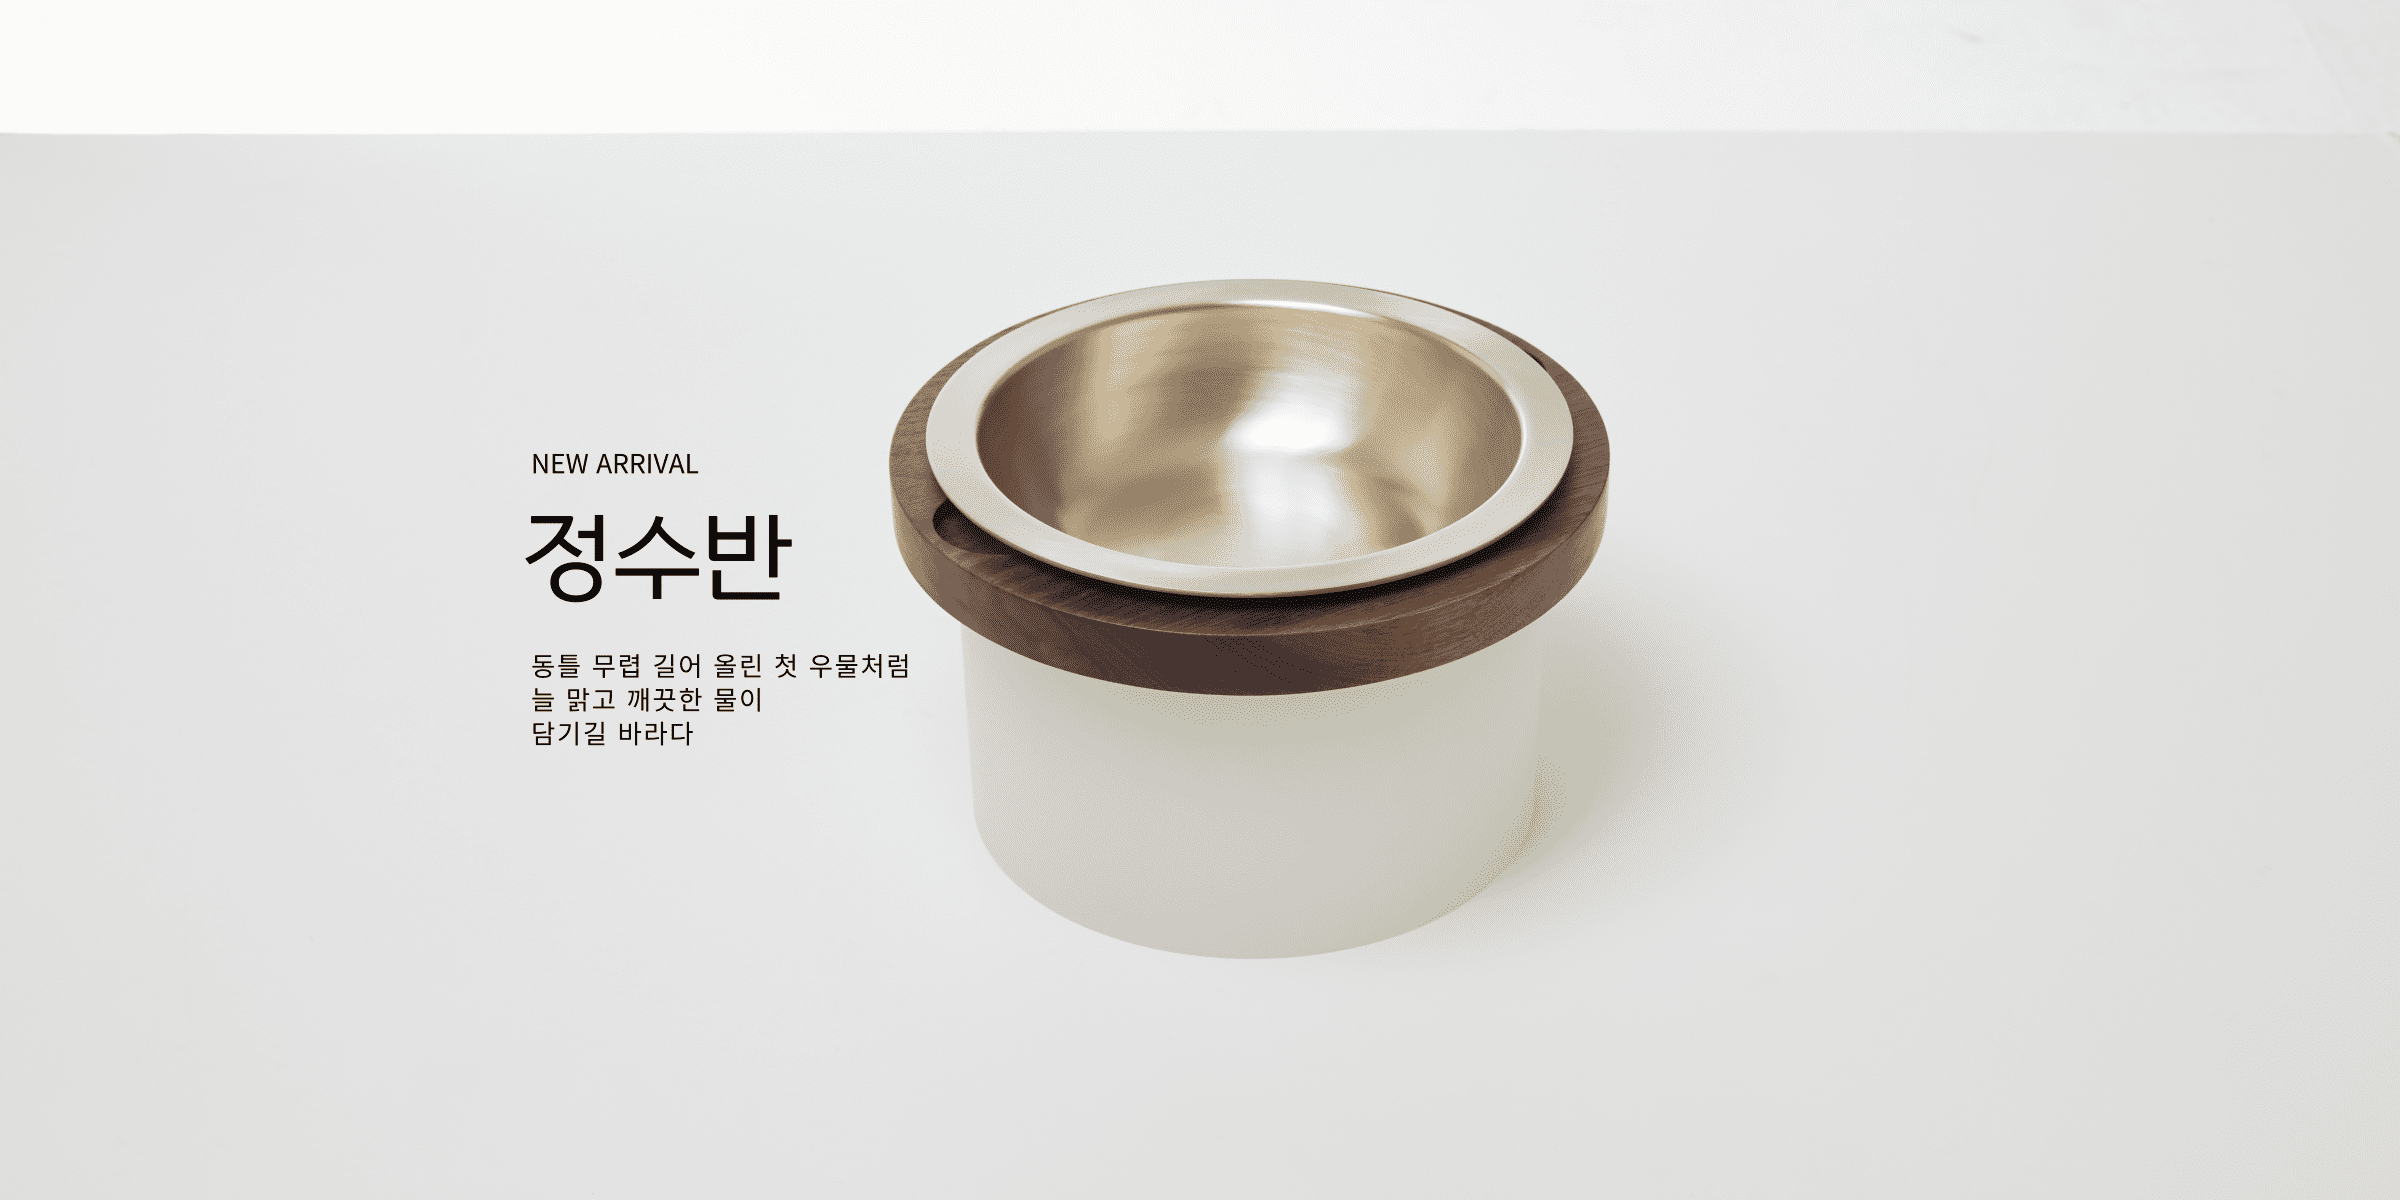 NEW ARRIVAL
정수반
동틀 무렵 길어 올린 첫 우물처럼
늘 맑고 깨끗한 물이
담기길 바라다